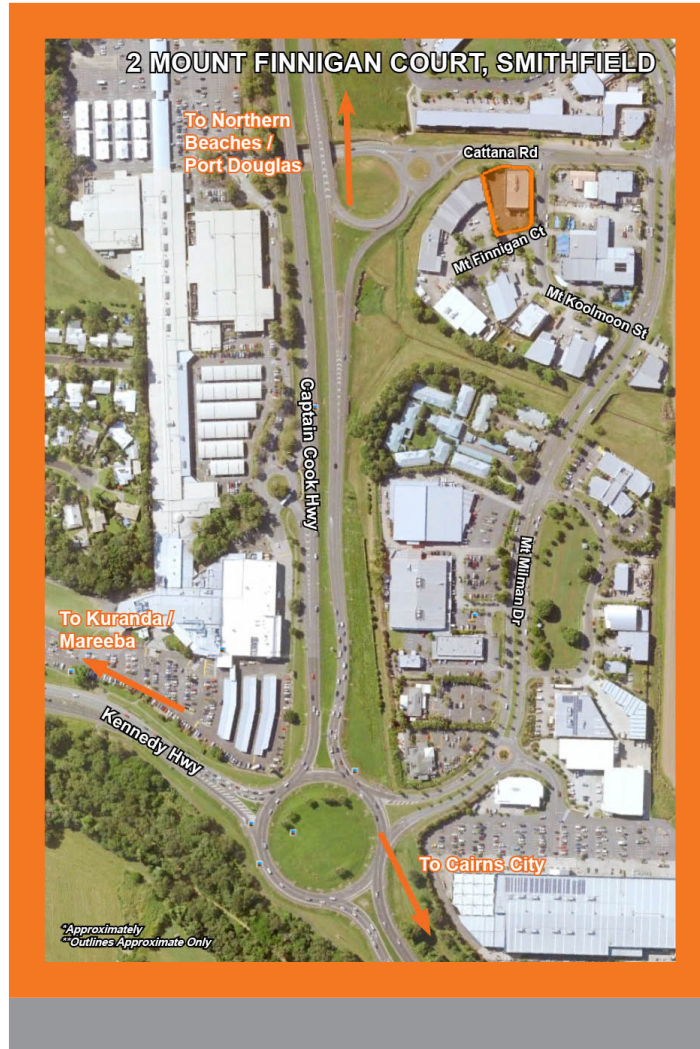 2 MOUNT FINNIGAN COURT, SMITHFIELD
To Northern
Beaches /
Port Douglas
Cattana Rd
Mt Finnigan Ct
Mt Koolmoon St
Captain Cook Hwy
Mt Milman Dr
To Kuranda /
Mareeba
Kennedy Hwy
To Cairns City
*Approximately
**Outlines Approximate Only